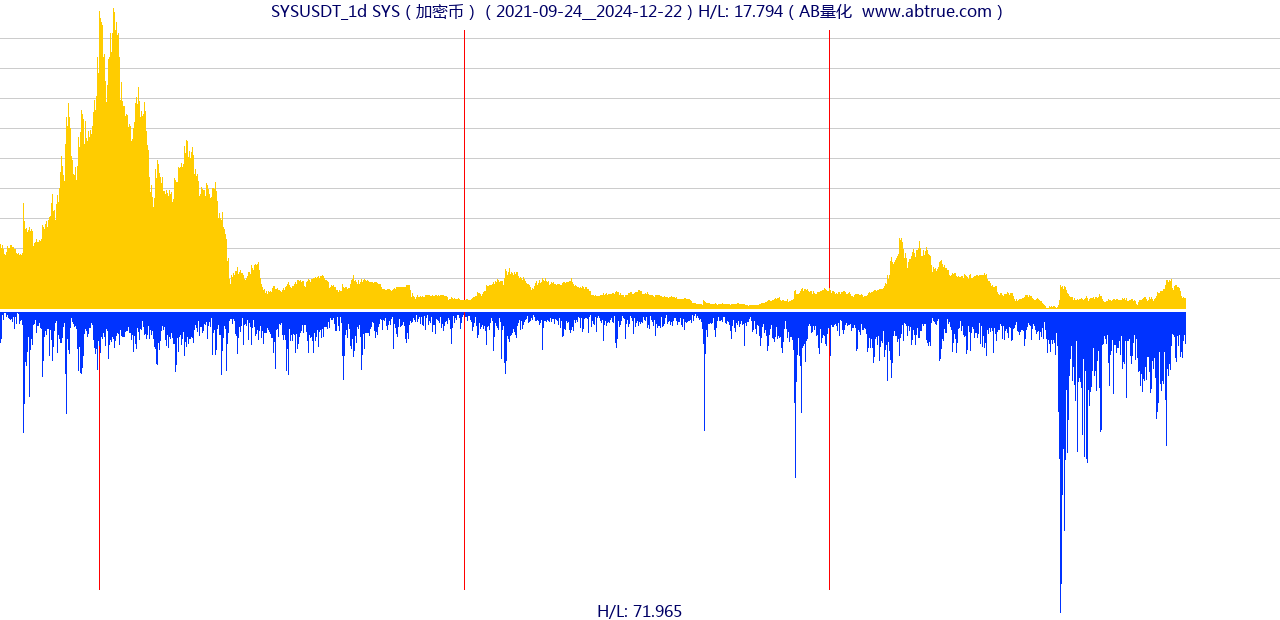 SYSUSDT_1d SYS（加密币）（2021-09-24__2024-12-22）H/L: 17.794（AB量化  www.abtrue.com）
H/L: 71.965